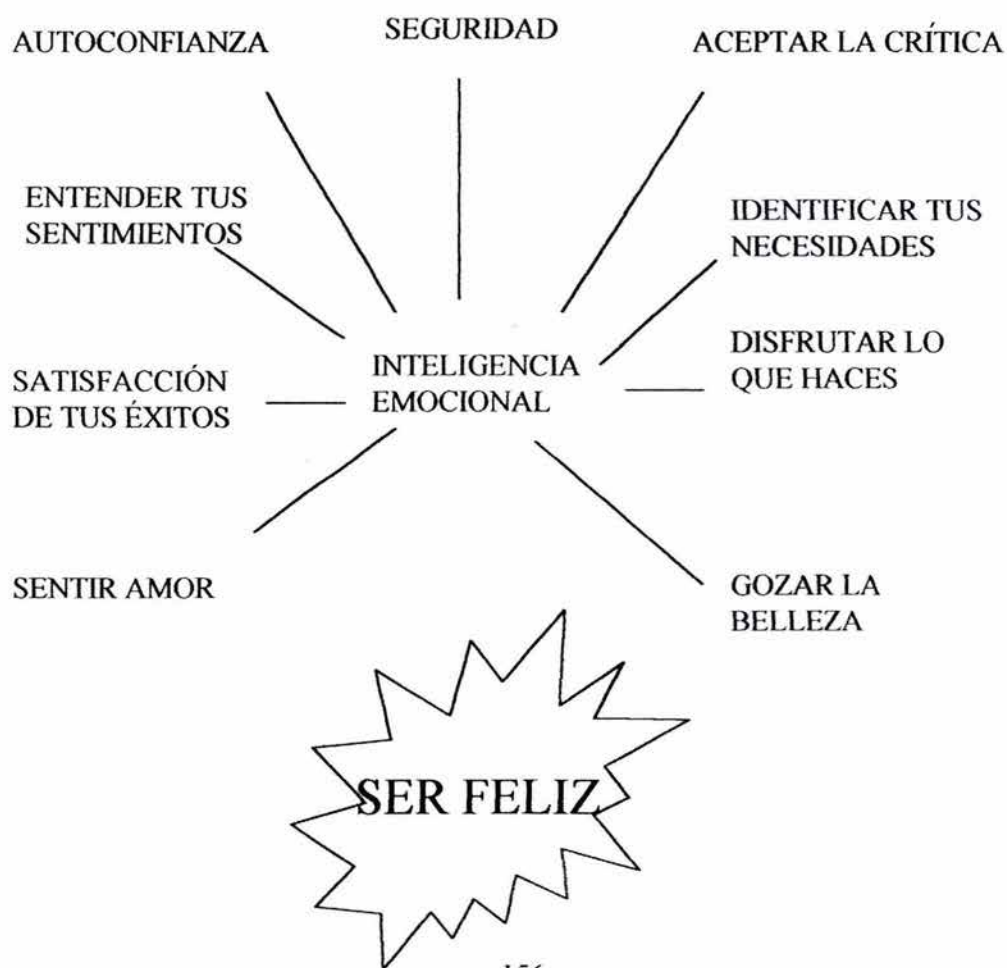 AUTOCONFIANZA
SEGURIDAD
ACEPTAR LA CRÍTICA
ENTENDER TUS
SENTIMIENTOS
IDENTIFICAR TUS
NECESIDADES
INTELIGENCIA
EMOCIONAL
SATISFACCIÓN
DE TUS ÉXITOS
DISFRUTAR LO
QUE HACES
SENTIR AMOR
GOZAR LA
BELLEZA
SER FELIZ